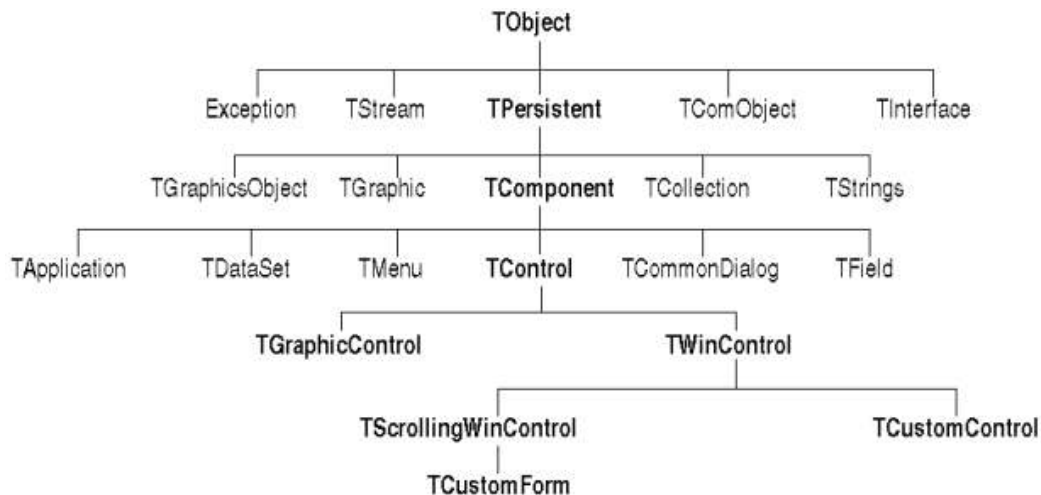 TObject
Exception TStream TPersistent TComObject TInterface
TGraphicsObject TGraphic TComponent TCollection TStrings
TApplication TDataSet TMenu TControl TCommonDialog TField
TGraphicControl TWinControl
TScrollingWinControl TCustomControl
TCustomForm